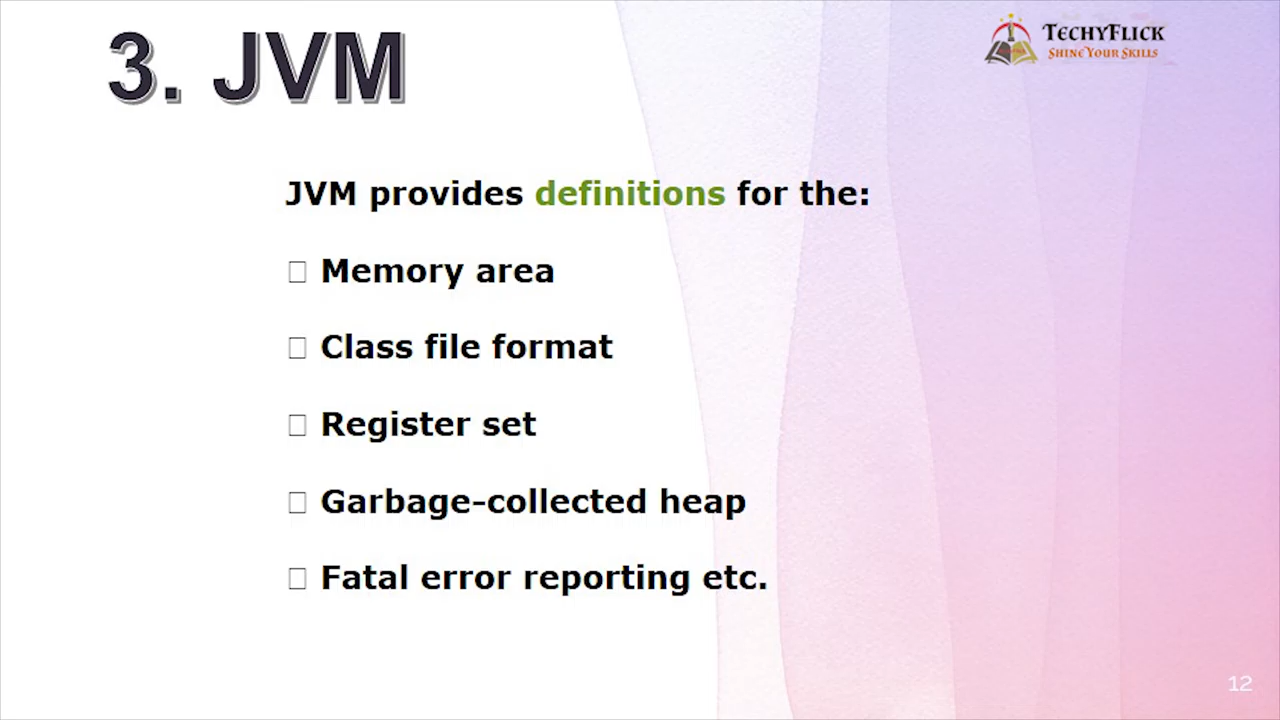 3. JVM
TECHYFLICK
SHINE YOUR SKILLS
JVM provides definitions for the:
□ Memory area
□ Class file format
□ Register set
□ Garbage-collected heap
□ Fatal error reporting etc.
12